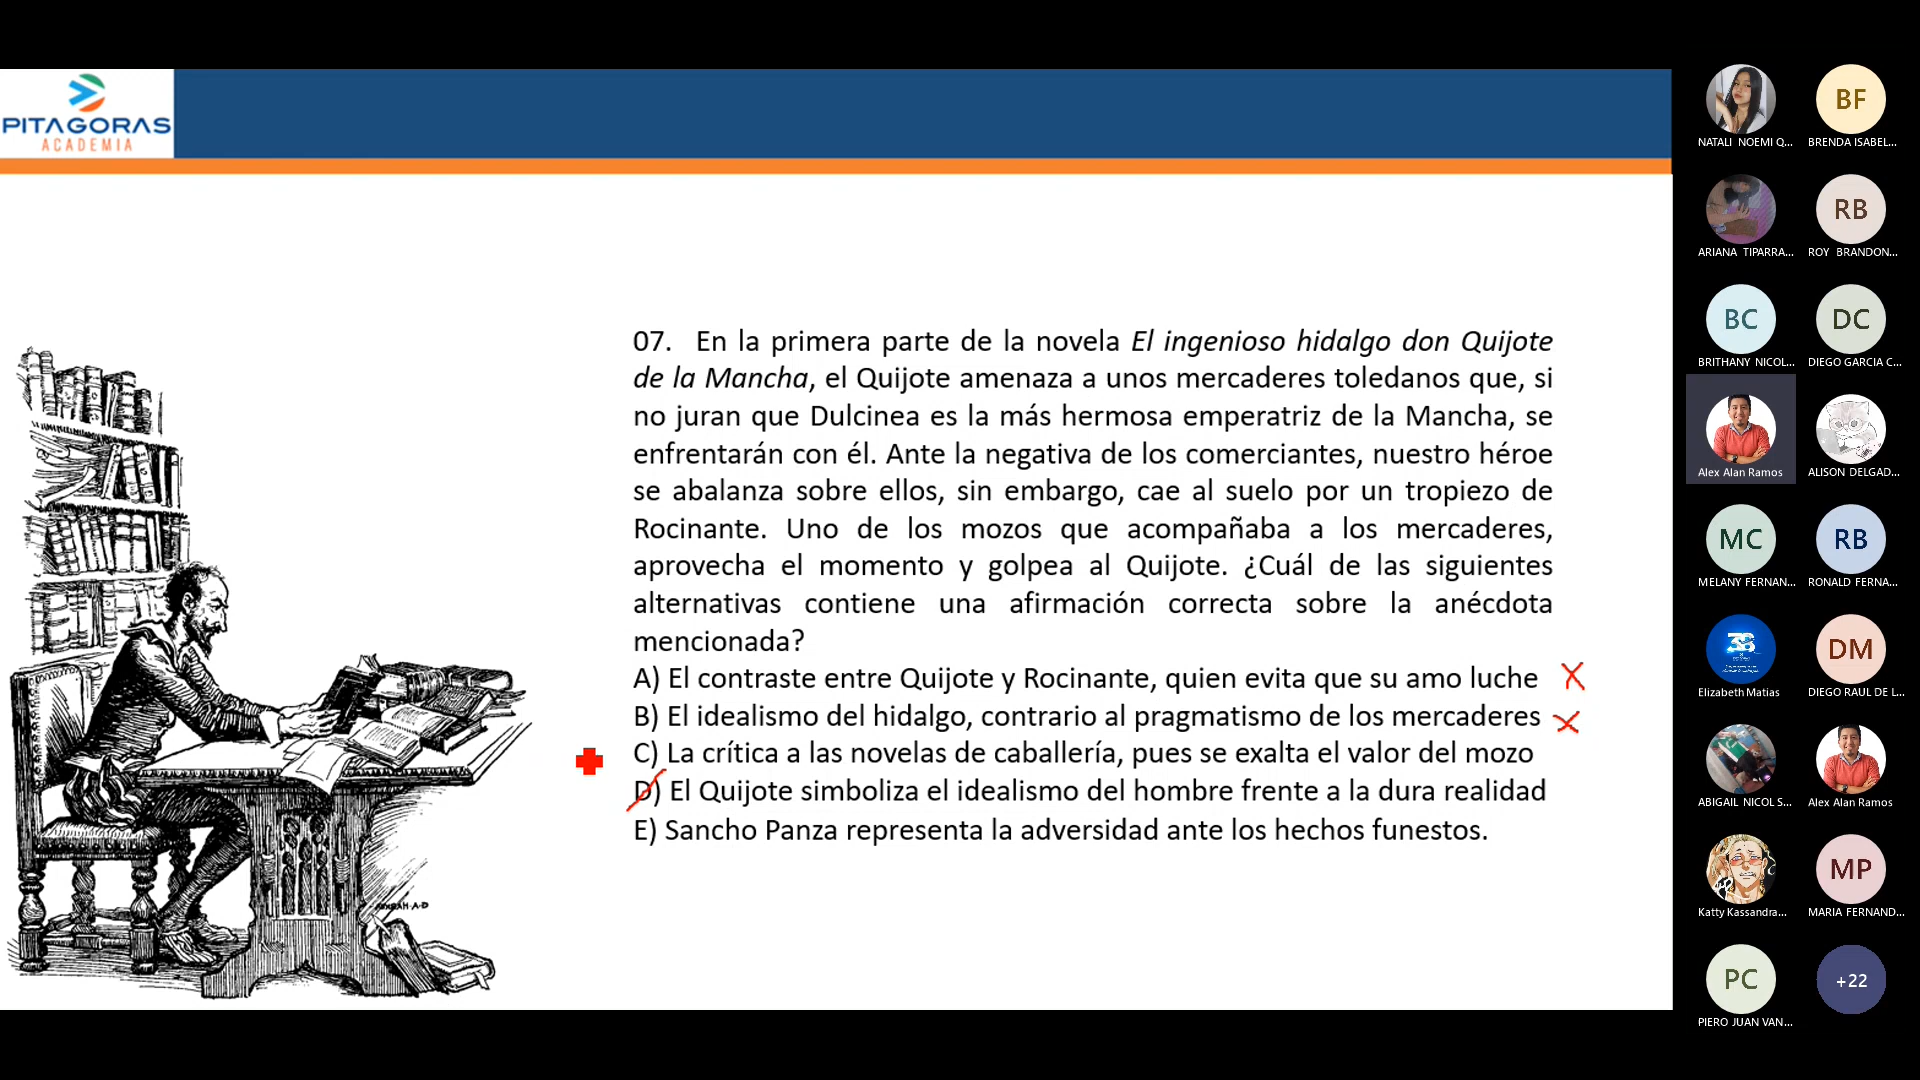 PITAGORAS
ACADEMIA
07. En la primera parte de la novela El ingenioso hidalgo don Quijote
de la Mancha, el Quijote amenaza a unos mercaderes toledanos que, si
no juran que Dulcinea es la más hermosa emperatriz de la Mancha, se
enfrentarán con él. Ante la negativa de los comerciantes, nuestro héroe
se abalanza sobre ellos, sin embargo, cae al suelo por un tropiezo de
Rocinante. Uno de los mozos que acompañaba a los mercaderes,
aprovecha el momento y golpea al Quijote. ¿Cuál de las siguientes
alternativas contiene una afirmación correcta sobre la anécdota
mencionada?
A) El contraste entre Quijote y Rocinante, quien evita que su amo luche
B) El idealismo del hidalgo, contrario al pragmatismo de los mercaderes
C) La crítica a las novelas de caballería, pues se exalta el valor del mozo
D) El Quijote simboliza el idealismo del hombre frente a la dura realidad
E) Sancho Panza representa la adversidad ante los hechos funestos.
NATALI NOEMI Q...
BF
BRENDA ISABEL...
ARIANA TIPARRA...
RB
ROY BRANDON...
BC
BRITHANY NICOL...
DC
DIEGO GARCIA C...
Alex Alan Ramos
ALISON DELGAD...
MC
MELANY FERNAN...
RB
RONALD FERNA...
38
Elizabeth Matias
DM
DIEGO RAUL DE L...
ABIGAIL NICOL S...
Alex Alan Ramos
Katty Kassandra...
MP
MARIA FERNAND...
PC
PIERO JUAN VAN...
+22